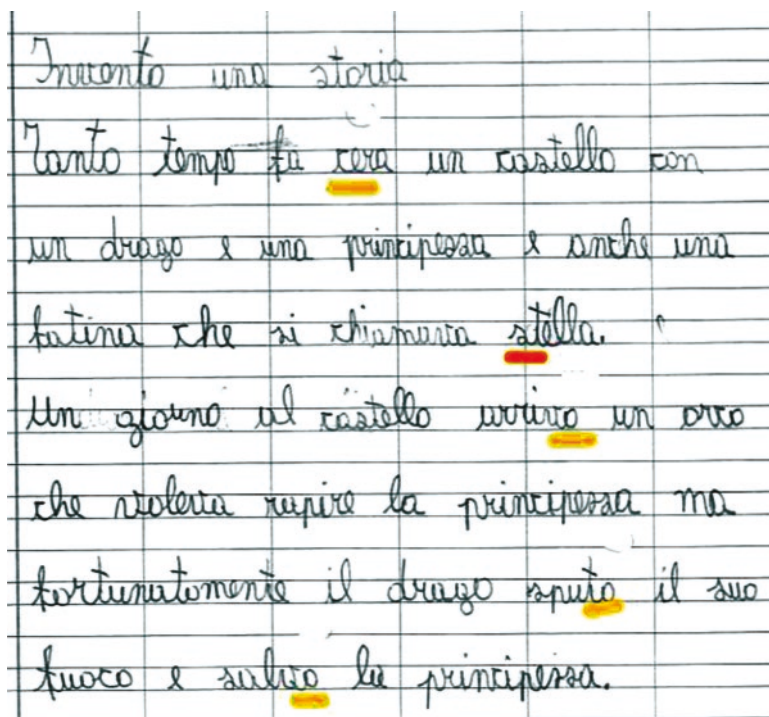 Invento una storia
Tanto tempo fa cera un castello con
un drago e una principessa e anche una
fatina che si chiamava stella.
Un giorno al castello arrivo un orco
che voleva rapire la principessa ma
fortunatamente il drago sputo il suo
fuoco e salvo la principessa.